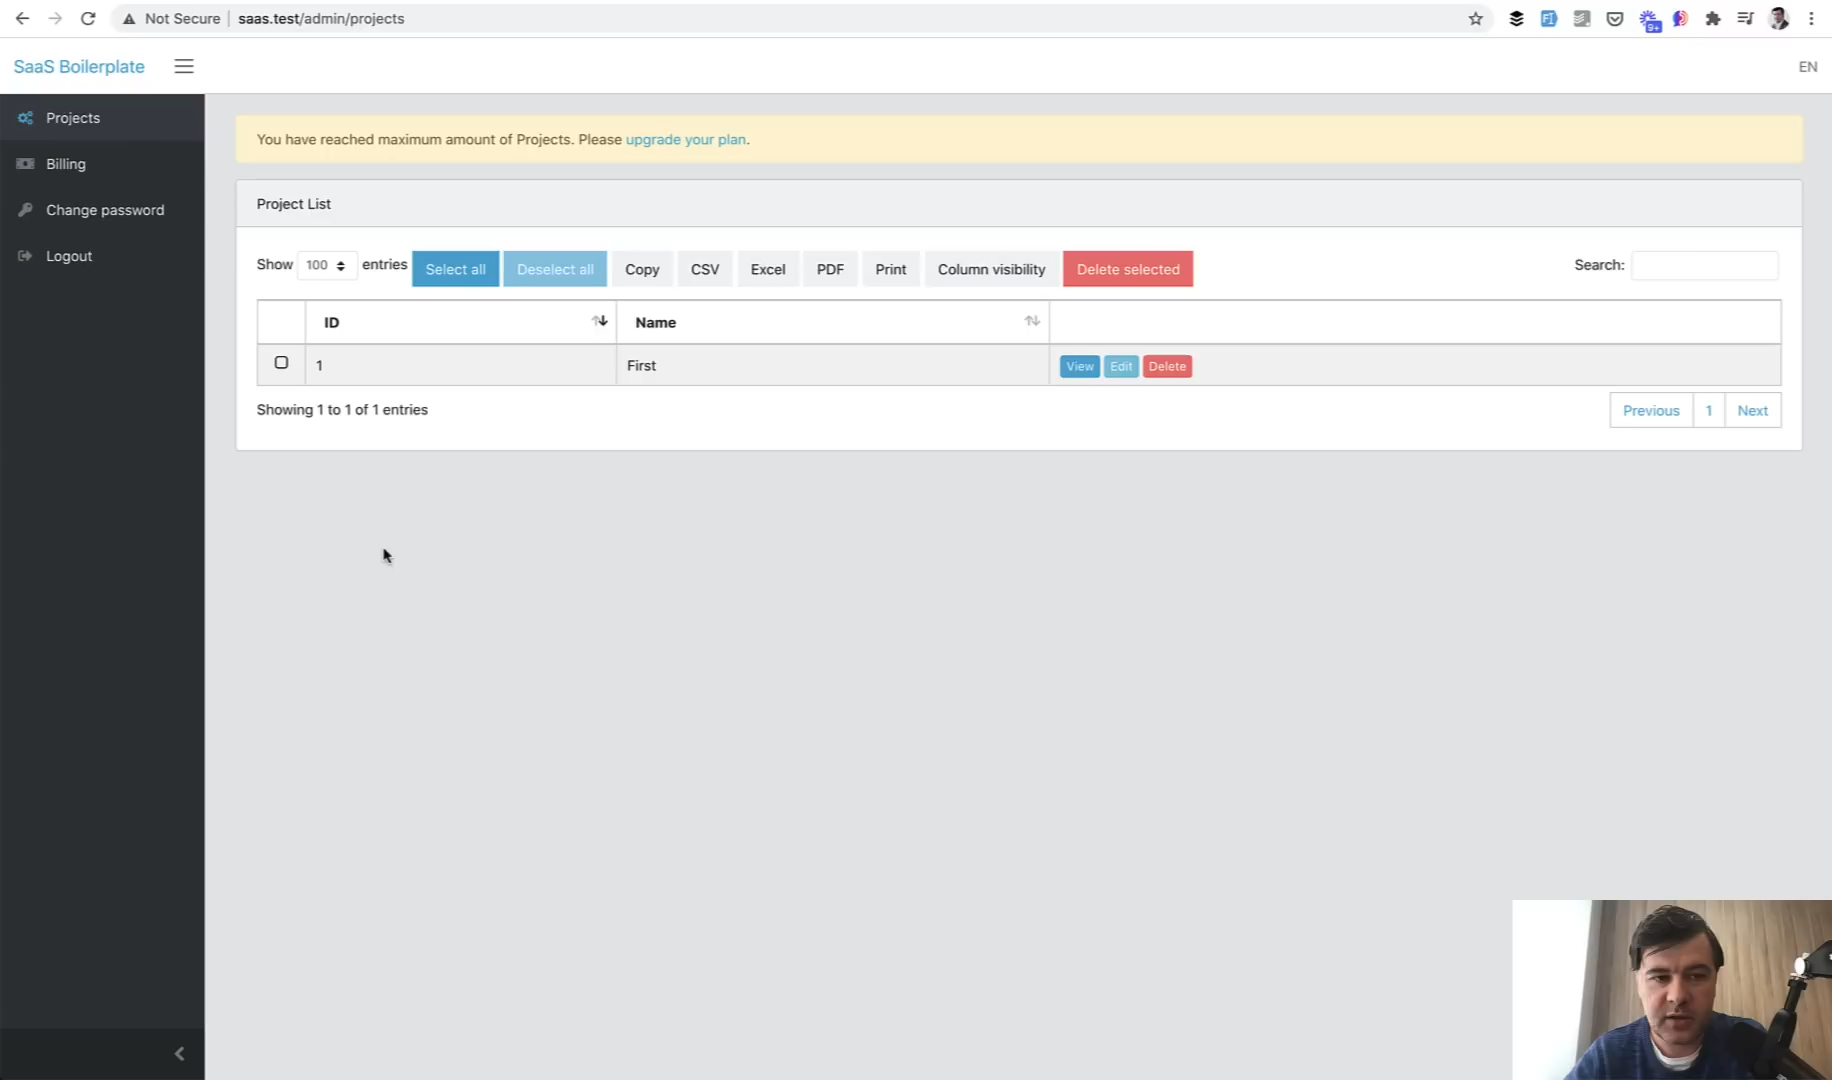 Not Secure | saas.test/admin/projects
9+
SaaS Boilerplate
EN
Projects
Billing
Change password
Logout
You have reached maximum amount of Projects. Please upgrade your plan.
Project List
Show 100 entries Select all Deselect all Copy CSV Excel PDF Print Column visibility Delete selected Search:
ID Name
1 First View Edit Delete
Showing 1 to 1 of 1 entries Previous 1 Next